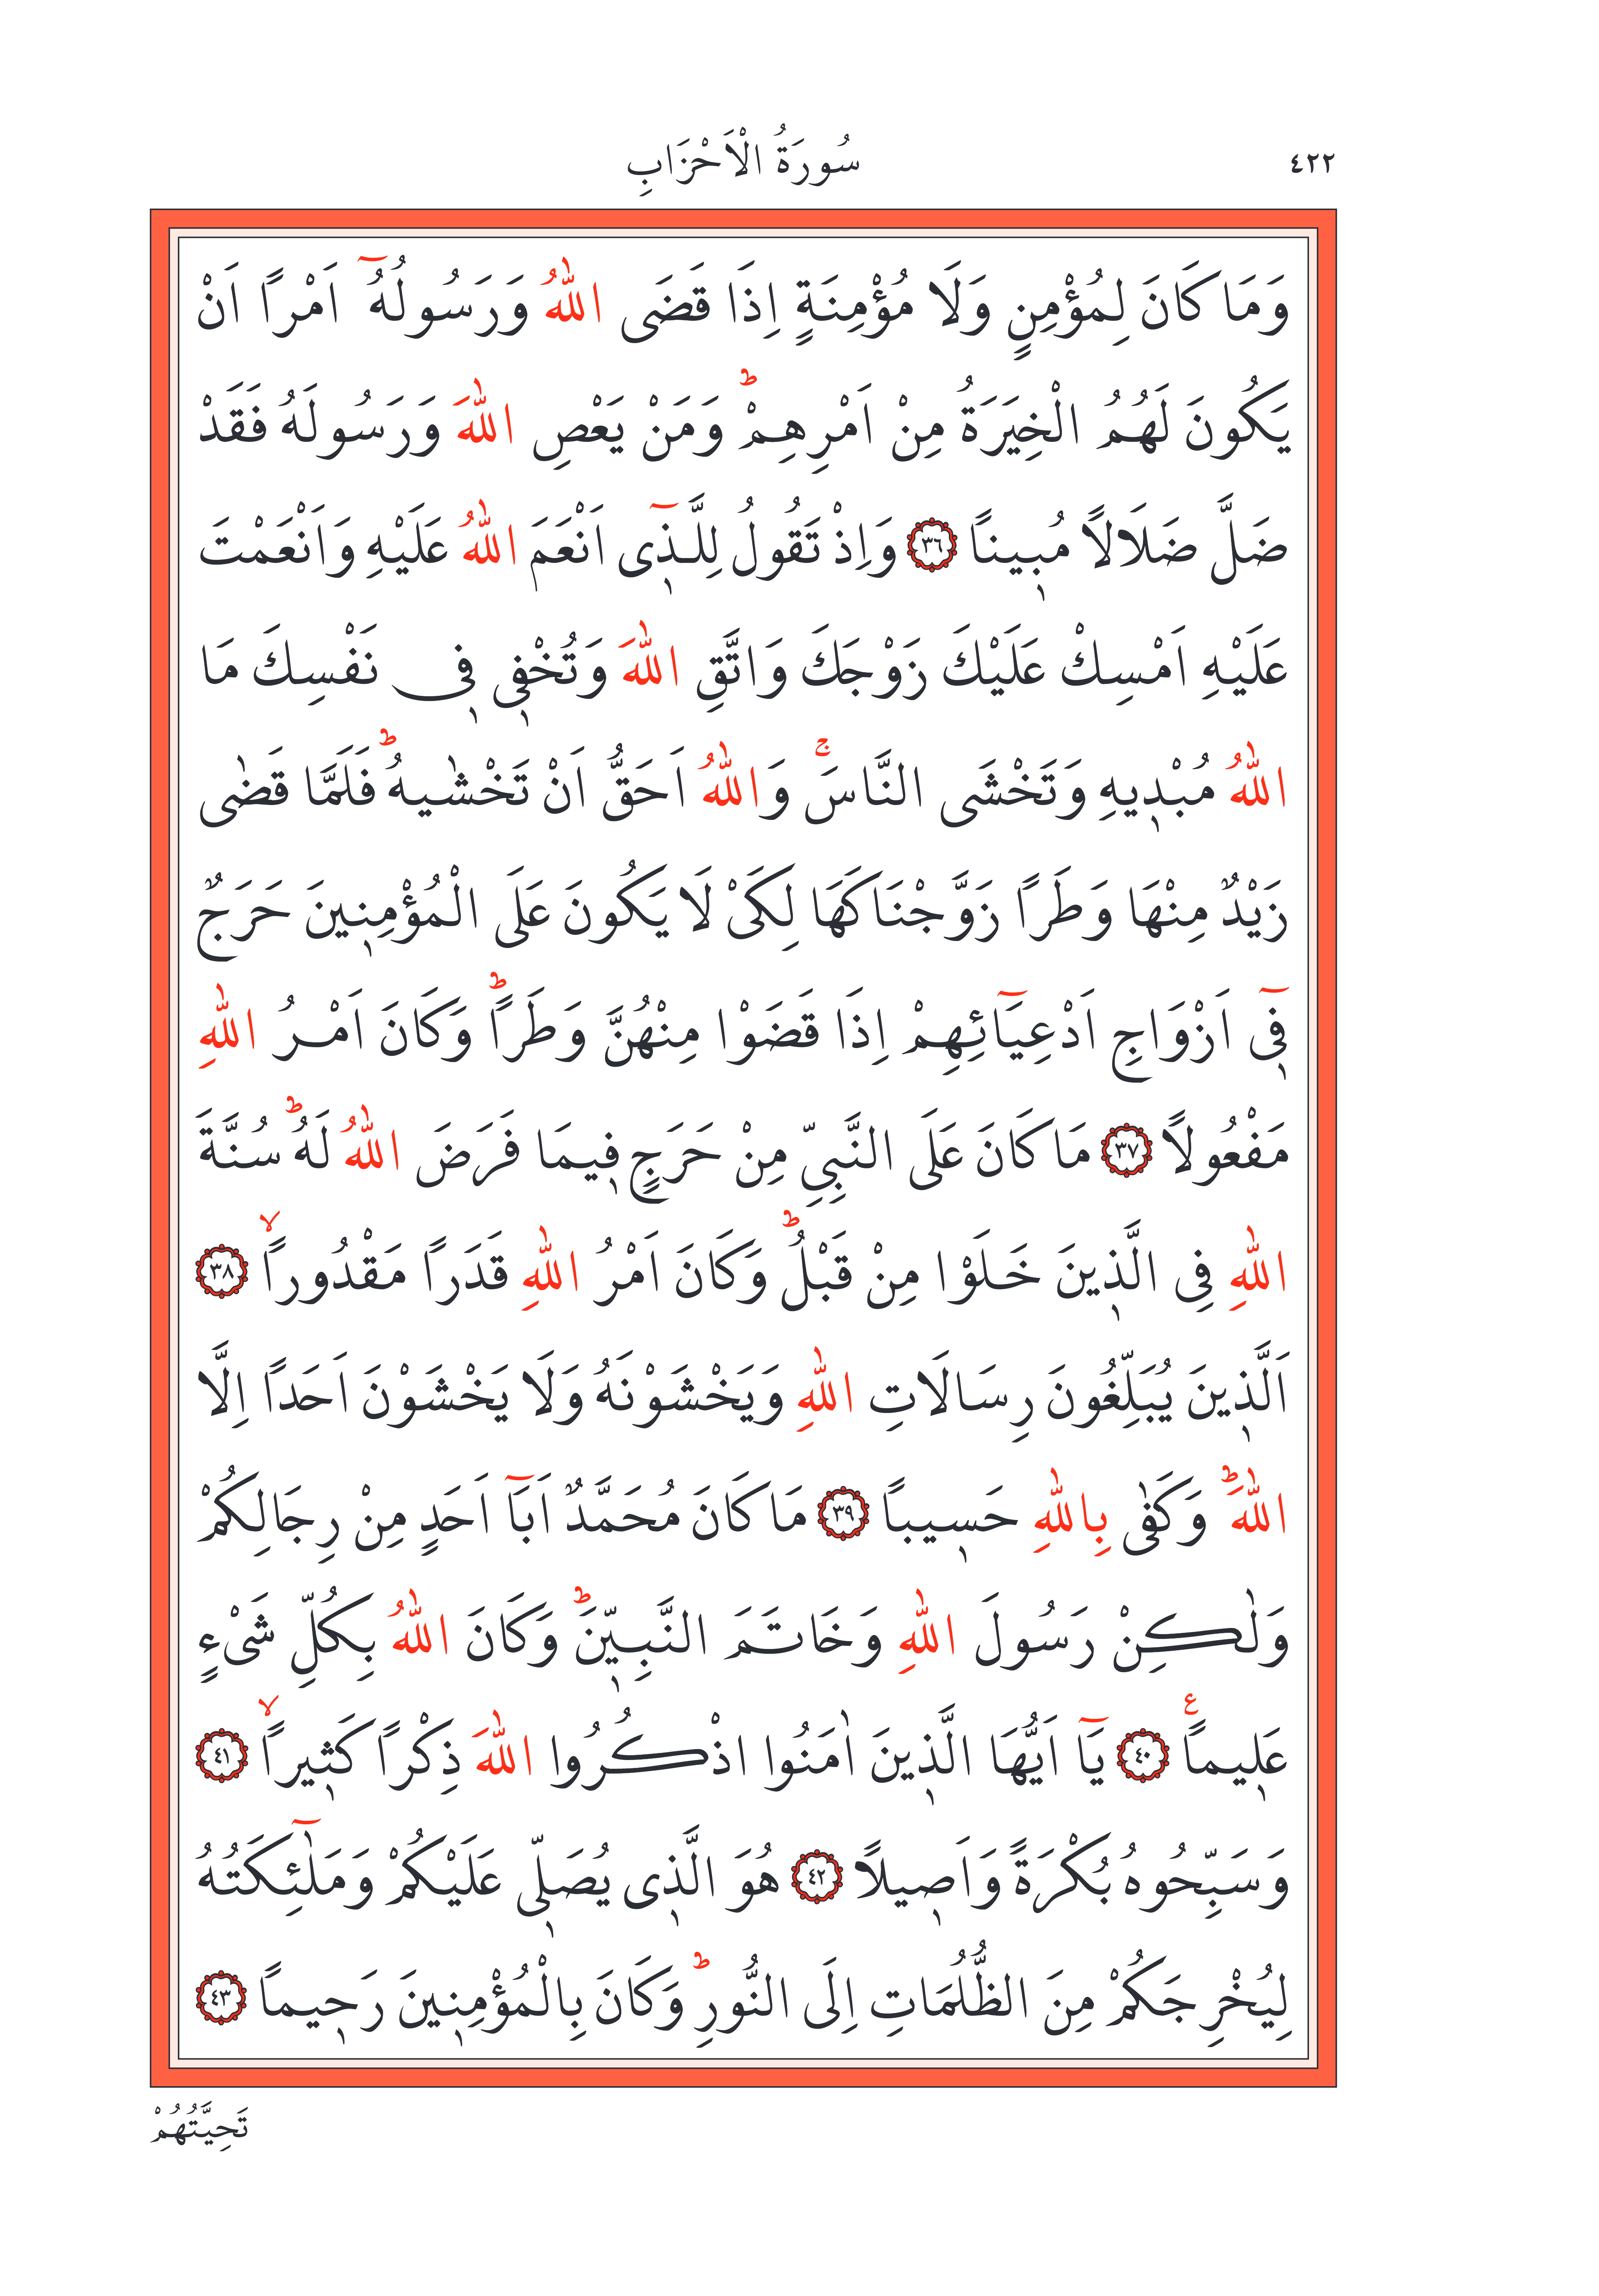 سُورَةُ الْاَحْزَابِ ٤٢٢
وَمَا كَانَ لِمُؤْمِنٍ وَلَا مُؤْمِنَةٍ اِذَا قَضَى اللّٰهُ وَرَسُولُهُٓ اَمْرًا اَنْ
يَكُونَ لَهُمُ الْخِيَرَةُ مِنْ اَمْرِهِمْۜ وَمَنْ يَعْصِ اللّٰهَ وَرَسُولَهُ فَقَدْ
ضَلَّ ضَلَالًا مُب۪ينًا ﴿٣٦﴾ وَاِذْ تَقُولُ لِلَّـذ۪ٓى اَنْعَمَ اللّٰهُ عَلَيْهِ وَاَنْعَمْتَ
عَلَيْهِ اَمْسِكْ عَلَيْكَ زَوْجَكَ وَاتَّقِ اللّٰهَ وَتُخْف۪ى ف۪ى نَفْسِكَ مَا
اللّٰهُ مُبْد۪يهِ وَتَخْشَى النَّاسَۚ وَاللّٰهُ اَحَقُّ اَنْ تَخْشٰيهُۜ فَلَمَّا قَضٰى
زَيْدٌ مِنْهَا وَطَرًا زَوَّجْنَاكَهَا لِكَىْ لَا يَكُونَ عَلَى الْمُؤْمِن۪ينَ حَرَجٌ
ف۪ٓى اَزْوَاجِ اَدْعِيَٓائِهِمْ اِذَا قَضَوْا مِنْهُنَّ وَطَرًاۜ وَكَانَ اَمْـرُ اللّٰهِ
مَفْعُولًا ﴿٣٧﴾ مَا كَانَ عَلَى النَّبِىِّ مِنْ حَرَجٍ ف۪يمَا فَرَضَ اللّٰهُ لَهُۜ سُنَّةَ
اللّٰهِ فِى الَّذ۪ينَ خَـلَوْا مِنْ قَبْلُۜ وَكَانَ اَمْرُ اللّٰهِ قَدَرًا مَقْدُورًاۙ ﴿٣٨﴾
اَلَّذ۪ينَ يُبَلِّغُونَ رِسَالَاتِ اللّٰهِ وَيَخْشَوْنَهُ وَلَا يَخْشَوْنَ اَحَدًا اِلَّا
اللّٰهَۜ وَكَفٰى بِاللّٰهِ حَس۪يبًا ﴿٣٩﴾ مَا كَانَ مُحَمَّدٌ اَبَٓا اَحَدٍ مِنْ رِجَالِكُمْ
وَلٰكِنْ رَسُولَ اللّٰهِ وَخَاتَمَ النَّبِيّ۪نَۜ وَكَانَ اللّٰهُ بِكُلِّ شَىْءٍ
عَل۪يمًا۟ ﴿٤٠﴾ يَٓا اَيُّهَا الَّذ۪ينَ اٰمَنُوا اذْكُرُوا اللّٰهَ ذِكْرًا كَث۪يرًاۙ ﴿٤١﴾
وَسَبِّحُوهُ بُكْرَةً وَاَص۪يلًا ﴿٤٢﴾ هُوَ الَّذ۪ى يُصَلّ۪ى عَلَيْكُمْ وَمَلٰٓئِكَتُهُ
لِيُخْرِجَكُمْ مِنَ الظُّلُمَاتِ اِلَى النُّورِۜ وَكَانَ بِالْمُؤْمِن۪ينَ رَح۪يمًا ﴿٤٣﴾
تَحِيَّتُهُمْ